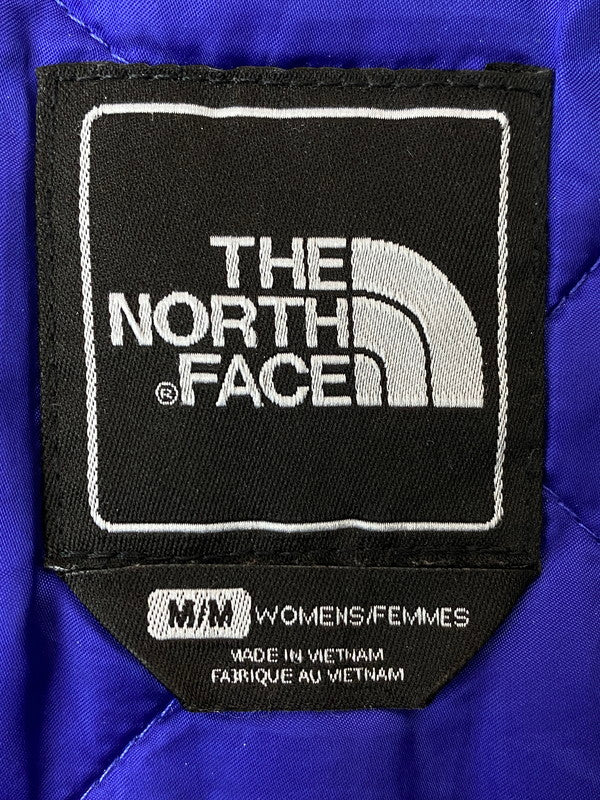 THE
NORTH
® FACE
M/M WOMENS/FEMMES
MADE IN VIETNAM
FABRIQUE AU VIETNAM